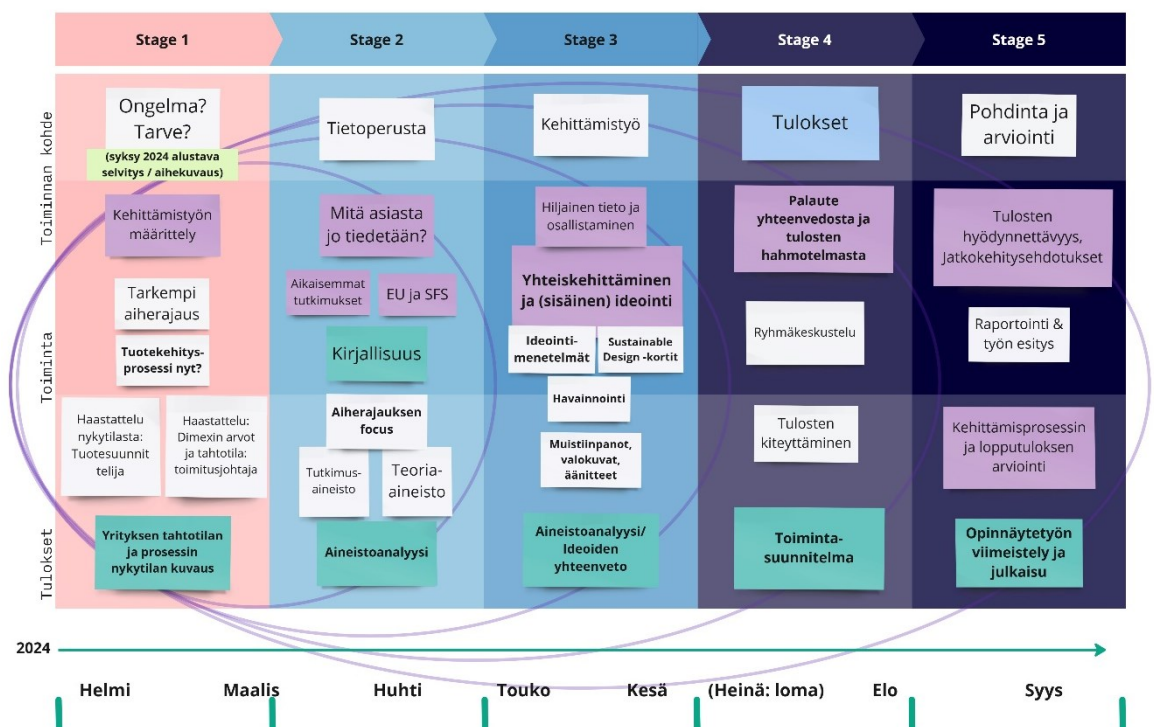 Stage 1
Stage 2
Stage 3
Stage 4
Stage 5
Toiminnan kohde
Ongelma?
Tarve?
(syksy 2024 alustava
selvitys / aihekuvaus)
Tietoperusta
Kehittämistyö
Tulokset
Pohdinta ja
arviointi
Kehittämistyön
määrittely
Mitä asiasta
jo tiedetään?
Hiljainen tieto ja
osallistaminen
Palaute
yhteenvedosta ja
tulosten
hahmotelmasta
Tulosten
hyödynnettävyys,
Jatkokehitysehdotukset
Toiminta
Tarkempi
aiherajaus
Aikaisemmat
tutkimukset
EU ja SFS
Yhteiskehittäminen
ja (sisäinen) ideointi
Tuotekehitys-
prosessi nyt?
Kirjallisuus
Ideointi-
menetelmät
Sustainable
Design -kortit
Ryhmäkeskustelu
Raportointi &
työn esitys
Haastattelu
nykytilasta:
Tuotesuunnit
telija
Haastattelu:
Dimexin arvot
ja tahtotila:
toimitusjohtaja
Aiherajauksen
focus
Tutkimus-
aineisto
Teoria-
aineisto
Havainnointi
Muistiinpanot,
valokuvat,
äänitteet
Tulosten
kiteyttäminen
Kehittämisprosessin
ja lopputuloksen
arviointi
Tulokset
Yrityksen tahtotilan
ja prosessin
nykytilan kuvaus
Aineistoanalyysi
Aineistoanalyysi/
Ideoiden
yhteenveto
Toiminta-
suunnitelma
Opinnäytetyön
viimeistely ja
julkaisu
2024
Helmi
Maalis
Huhti
Touko
Kesä
(Heinä: loma)
Elo
Syys